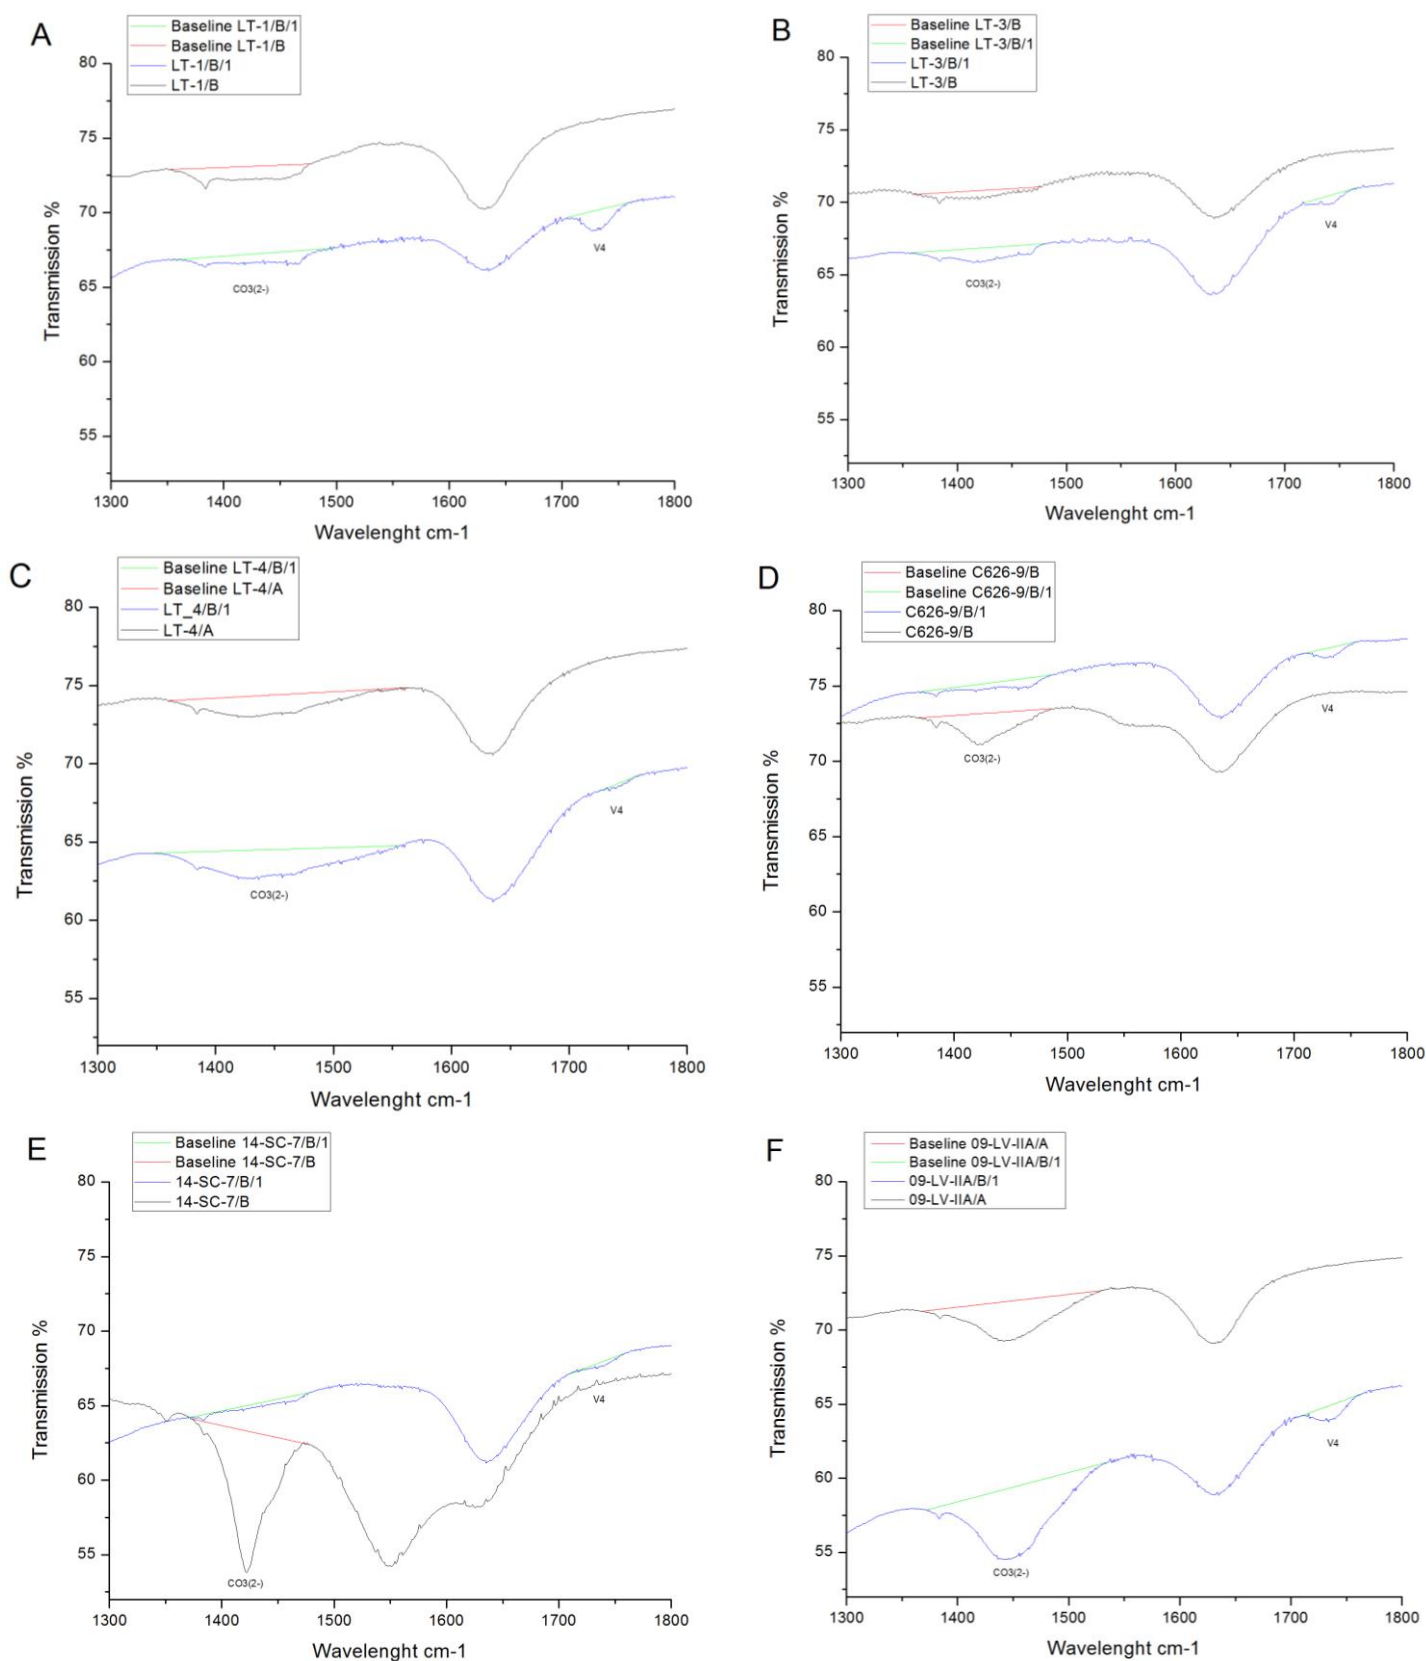 A
Baseline LT-1/B/1
Baseline LT-1/B
LT-1/B/1
LT-1/B
80
75
70
65
60
55
Transmission %
V4
CO3(2-)
1300 1400 1500 1600 1700 1800
Wavelenght cm-1
B
Baseline LT-3/B
Baseline LT-3/B/1
LT-3/B/1
LT-3/B
80
75
70
65
60
55
Transmission %
V4
CO3(2-)
1300 1400 1500 1600 1700 1800
Wavelenght cm-1
C
Baseline LT-4/B/1
Baseline LT-4/A
LT_4/B/1
LT-4/A
80
75
70
65
60
55
Transmission %
V4
CO3(2-)
1300 1400 1500 1600 1700 1800
Wavelenght cm-1
D
Baseline C626-9/B
Baseline C626-9/B/1
C626-9/B/1
C626-9/B
80
75
70
65
60
55
Transmission %
V4
CO3(2-)
1300 1400 1500 1600 1700 1800
Wavelenght cm-1
E
Baseline 14-SC-7/B/1
Baseline 14-SC-7/B
14-SC-7/B/1
14-SC-7/B
80
75
70
65
60
55
Transmission %
V4
CO3(2-)
1300 1400 1500 1600 1700 1800
Wavelenght cm-1
F
Baseline 09-LV-IIA/A
Baseline 09-LV-IIA/B/1
09-LV-IIA/B/1
09-LV-IIA/A
80
75
70
65
60
55
Transmission %
V4
CO3(2-)
1300 1400 1500 1600 1700 1800
Wavelenght cm-1